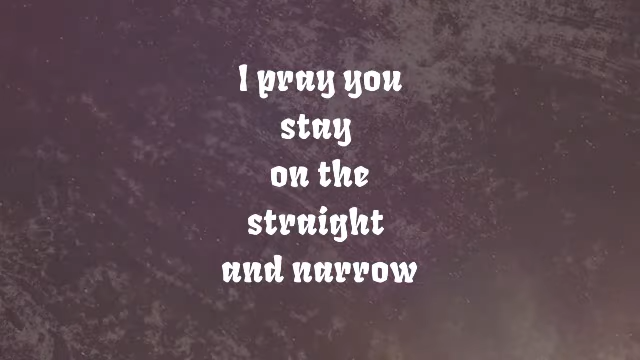 I pray you
stay
on the
straight
and narrow